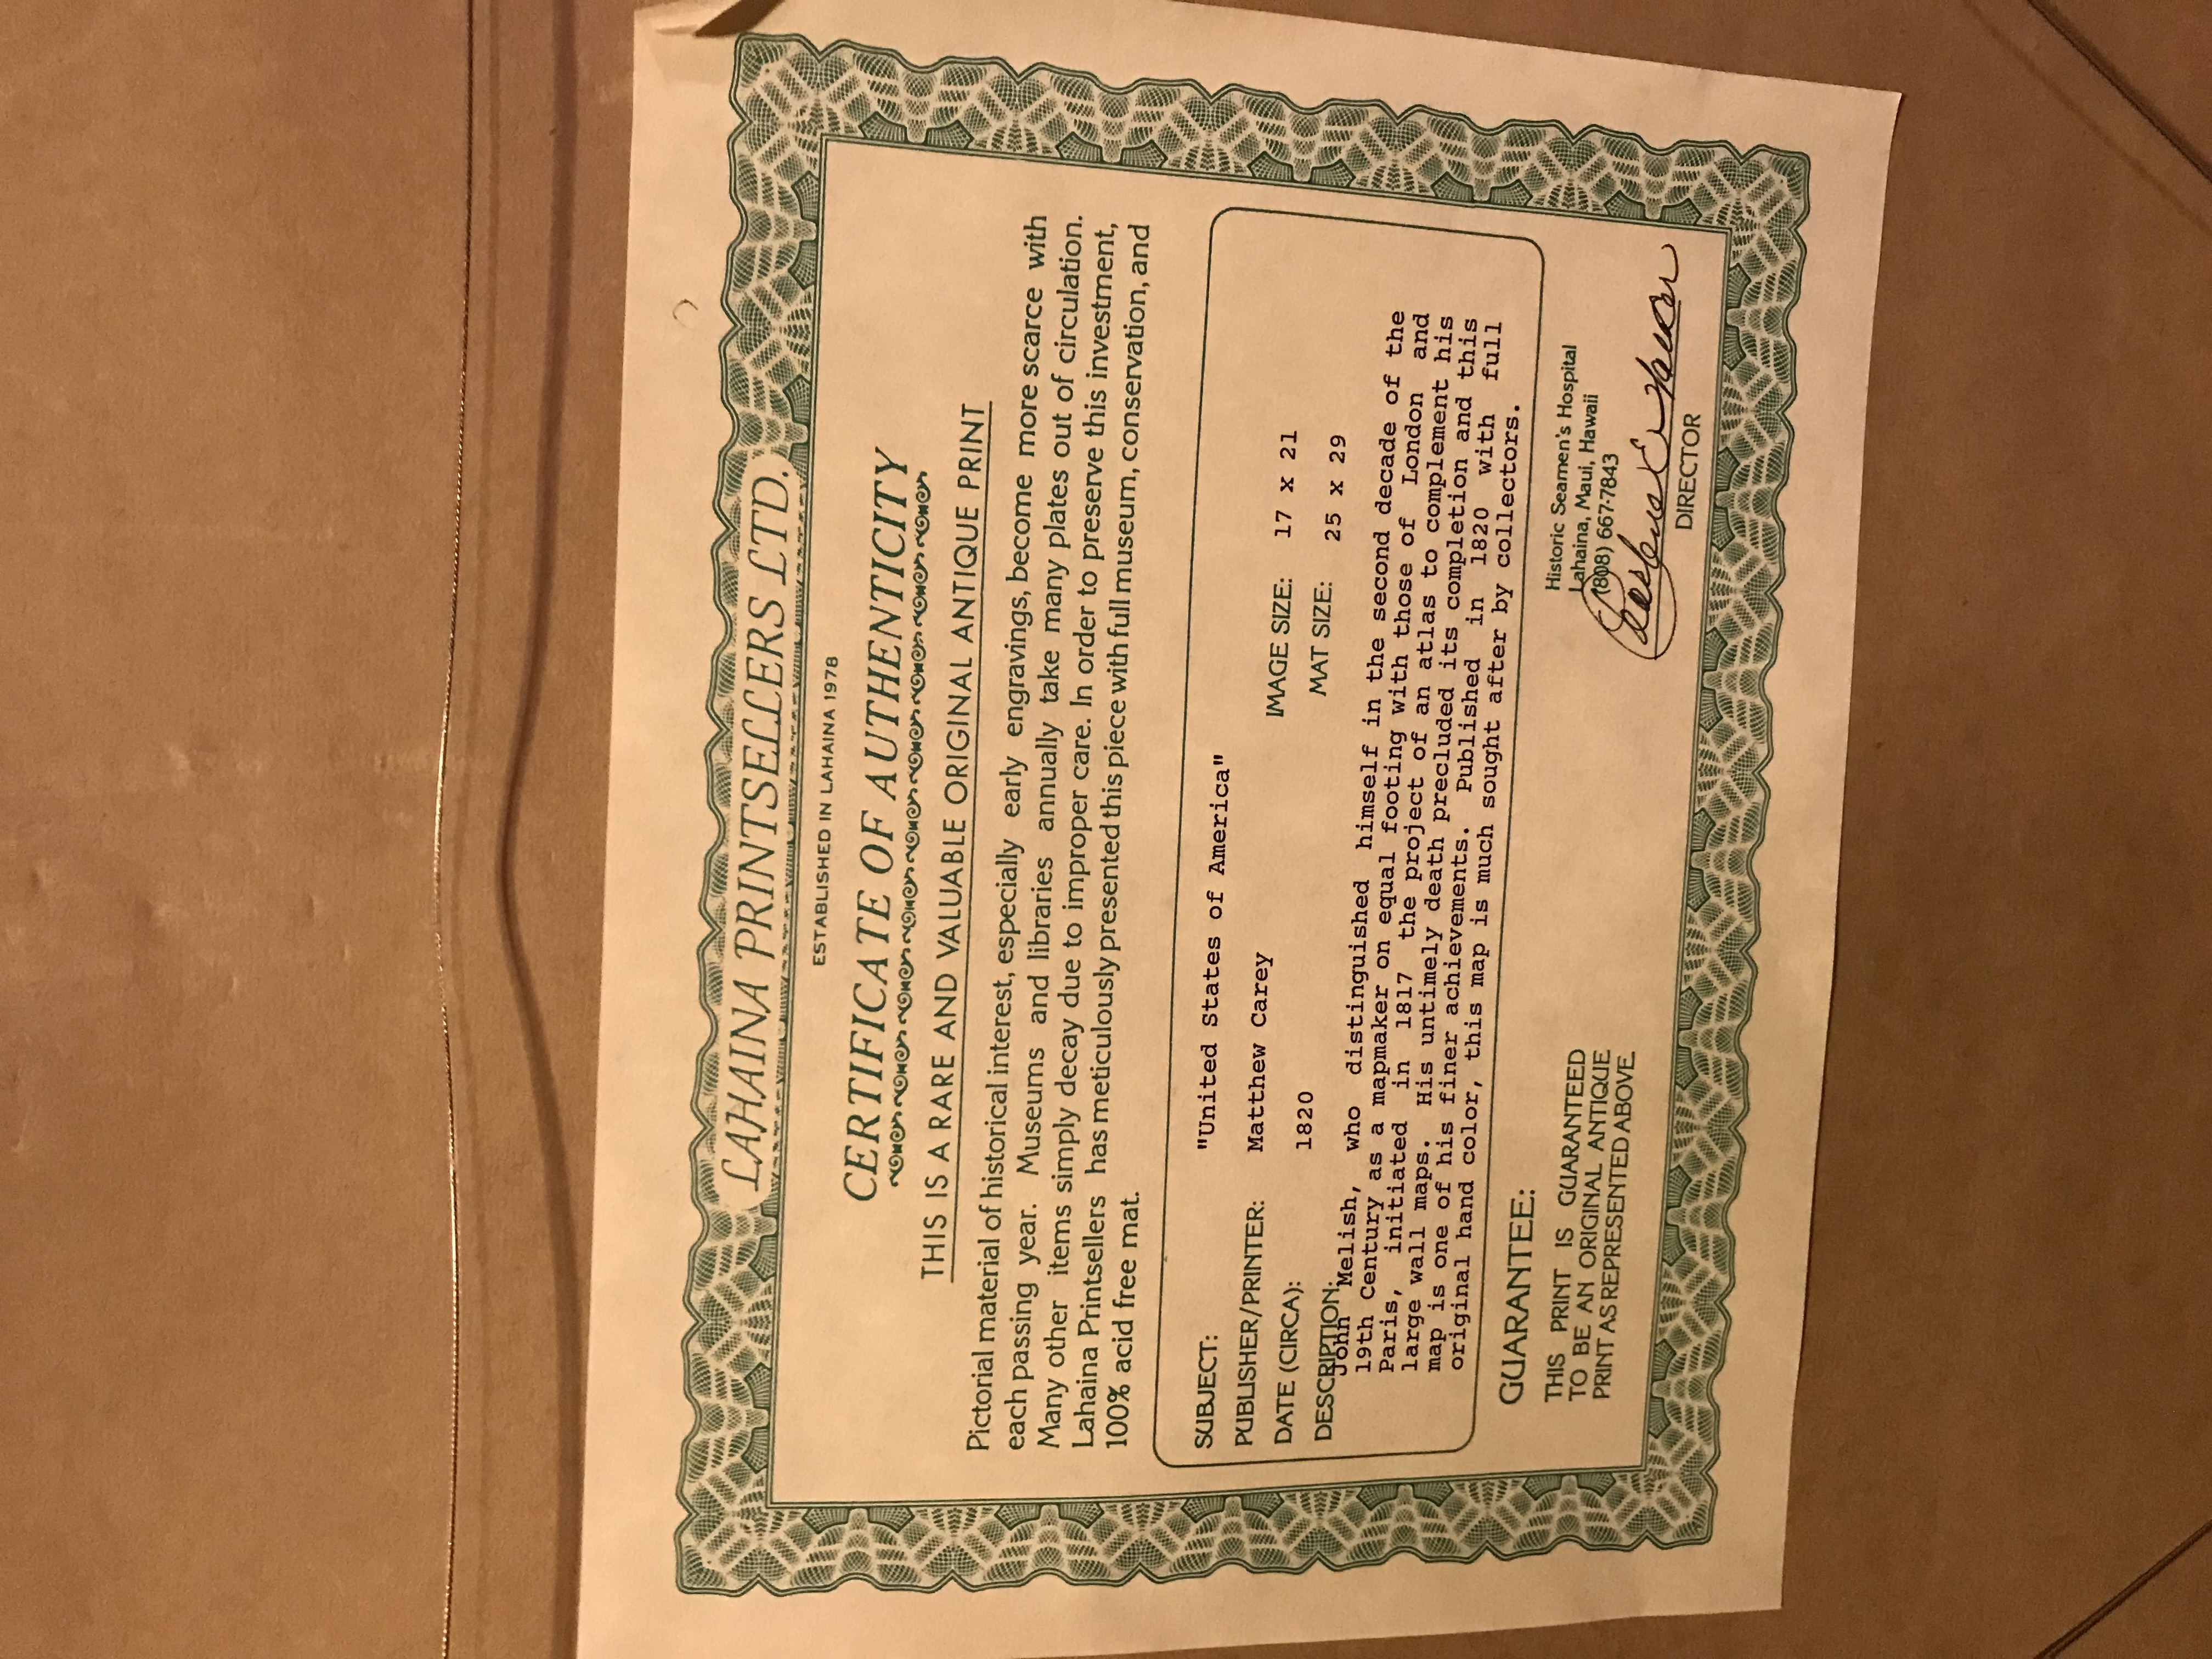 LAHAINA PRINTSELLERS LTD.
ESTABLISHED IN LAHAINA 1978
CERTIFICATE OF AUTHENTICITY
THIS IS A RARE AND VALUABLE ORIGINAL ANTIQUE PRINT
Pictorial material of historical interest, especially early engravings, become more scarce with
each passing year. Museums and libraries annually take many plates out of circulation.
Many other items simply decay due to improper care. In order to preserve this investment,
Lahaina Printsellers has meticulously presented this piece with full museum, conservation, and
100% acid free mat.
SUBJECT: "United States of America"
PUBLISHER/PRINTER: Matthew Carey IMAGE SIZE: 17 x 21
DATE (CIRCA): 1820 MAT SIZE: 25 x 29
DESCRIPTION:
John Melish, who distinguished himself in the second decade of the
19th Century as a mapmaker on equal footing with those of London and
Paris, initiated in 1817 the project of an atlas to complement his
large wall maps. His untimely death precluded its completion and this
map is one of his finer achievements. Published in 1820 with full
original hand color, this map is much sought after by collectors.
GUARANTEE:
THIS PRINT IS GUARANTEED
TO BE AN ORIGINAL ANTIQUE
PRINT AS REPRESENTED ABOVE.
Historic Seamen's Hospital
Lahaina, Maui, Hawaii
(808) 667-7843
DIRECTOR